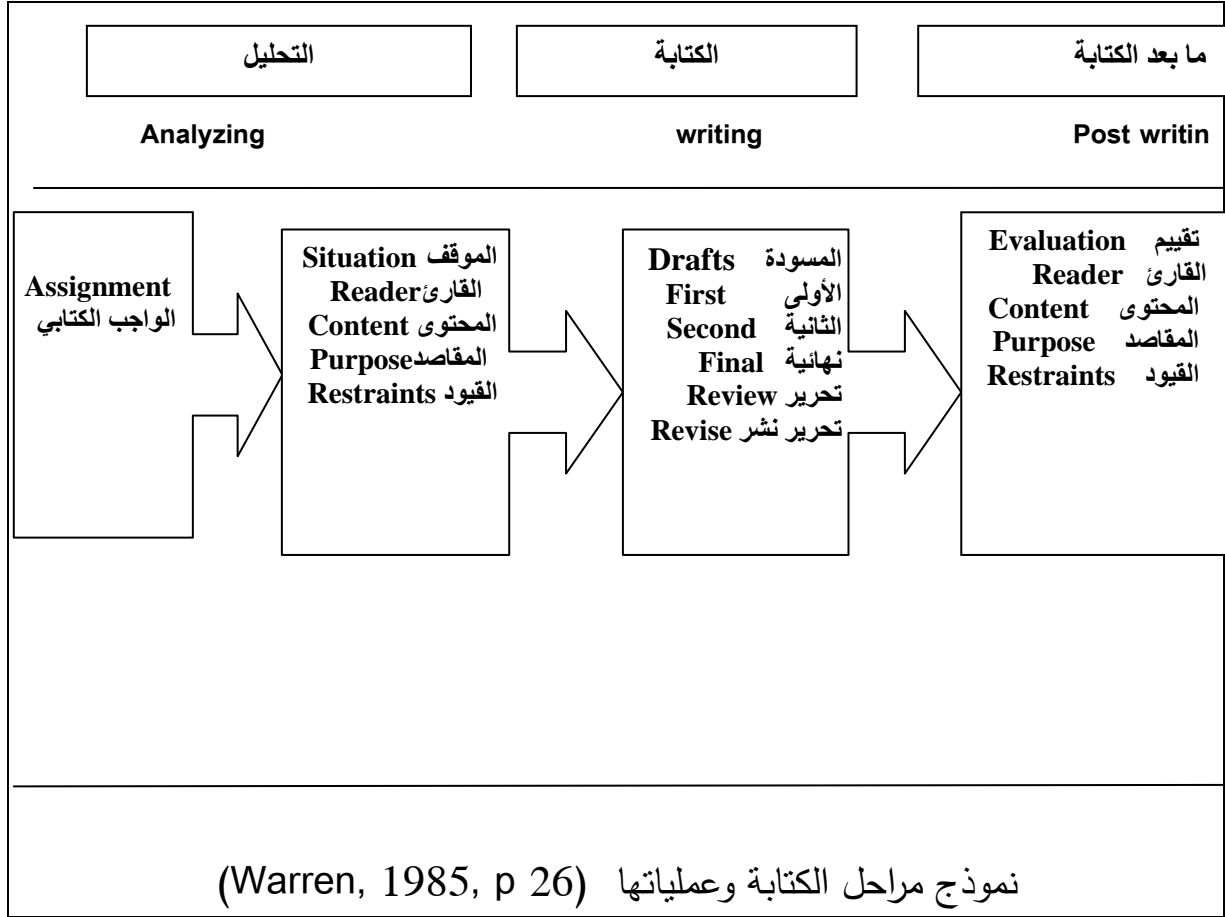 التحليل
الكتابة
ما بعد الكتابة
Analyzing
writing
Post writin
Assignment
الواجب الكتابي
الموقف Situation
القارئReader
المحتوى Content
المقاصدPurpose
القيود Restraints
المسودة Drafts
الأولى First
الثانية Second
نهائية Final
تحرير Review
تحرير نشر Revise
تقييم Evaluation
القارئ Reader
المحتوى Content
المقاصد Purpose
القيود Restraints
نموذج مراحل الكتابة وعملياتها (Warren, 1985, p 26)